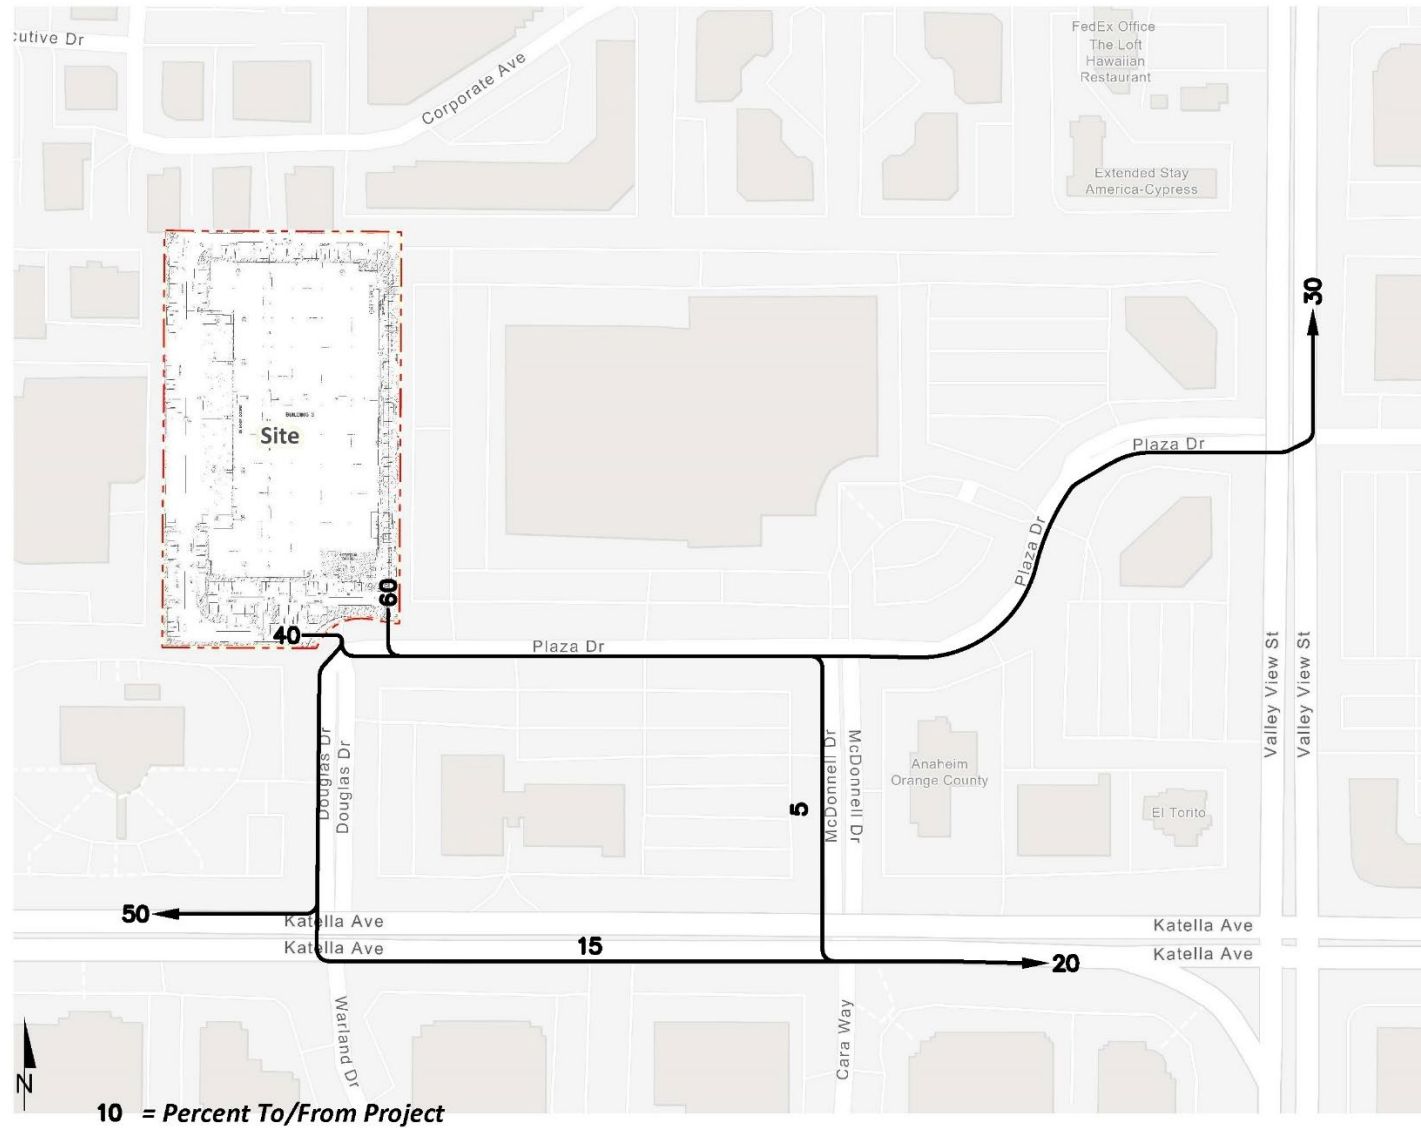 cutive Dr
Corporate Ave
FedEx Office
The Loft
Hawaiian
Restaurant
Extended Stay
America-Cypress
30
BUILDING 3
Site
Plaza Dr
Plaza Dr
60
40
Plaza Dr
Valley View St
Valley View St
Douglas Dr
Douglas Dr
5
McDonnell Dr
McDonnell Dr
Anaheim
Orange County
El Torito
50
Katella Ave
Katella Ave
15
Katella Ave
Katella Ave
20
Warland Dr
Cara Way
N
10 = Percent To/From Project